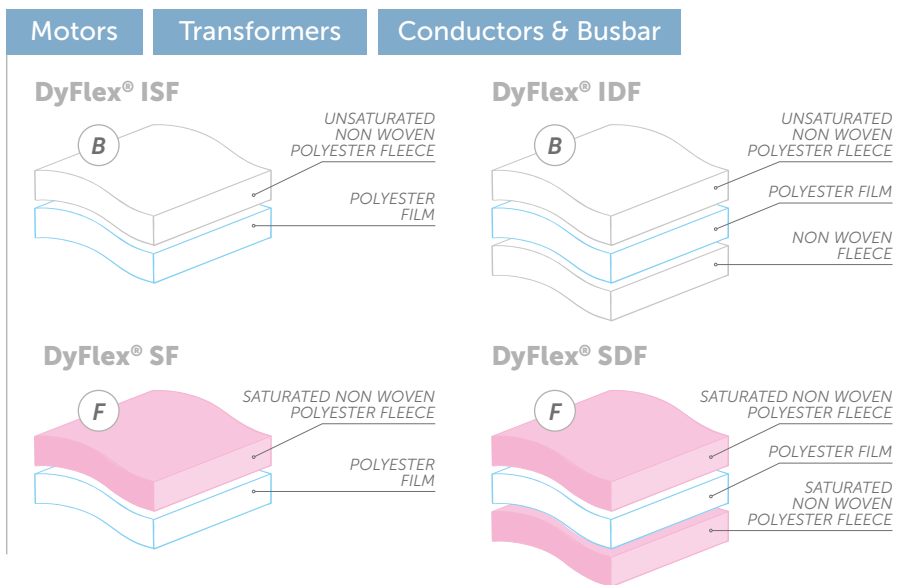 Motors
Transformers
Conductors & Busbar
DyFlex® ISF
B
UNSATURATED
NON WOVEN
POLYESTER FLEECE
POLYESTER
FILM
DyFlex® IDF
B
UNSATURATED
NON WOVEN
POLYESTER FLEECE
POLYESTER FILM
NON WOVEN
FLEECE
DyFlex® SF
F
SATURATED NON WOVEN
POLYESTER FLEECE
POLYESTER
FILM
DyFlex® SDF
F
SATURATED NON WOVEN
POLYESTER FLEECE
POLYESTER FILM
SATURATED
NON WOVEN
POLYESTER FLEECE